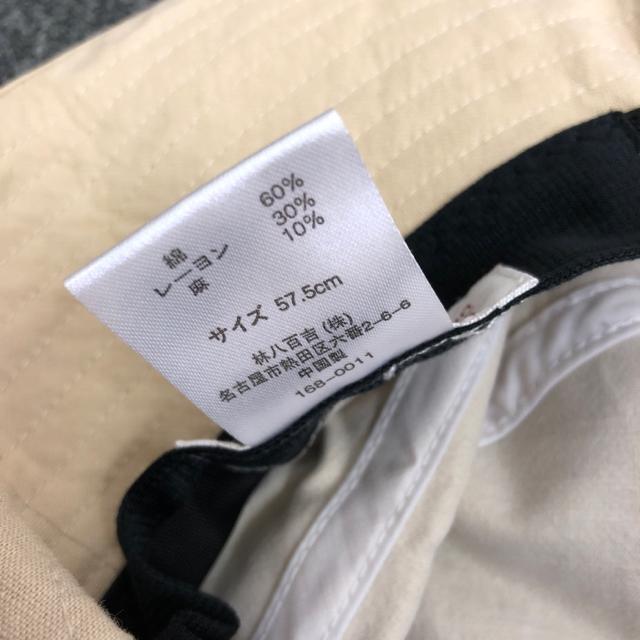 綿 60%
レーヨン 30%
麻 10%
サイズ 57.5cm
林八百吉(株)
名古屋市熱田区六番2-6-6
中国製
168-0011